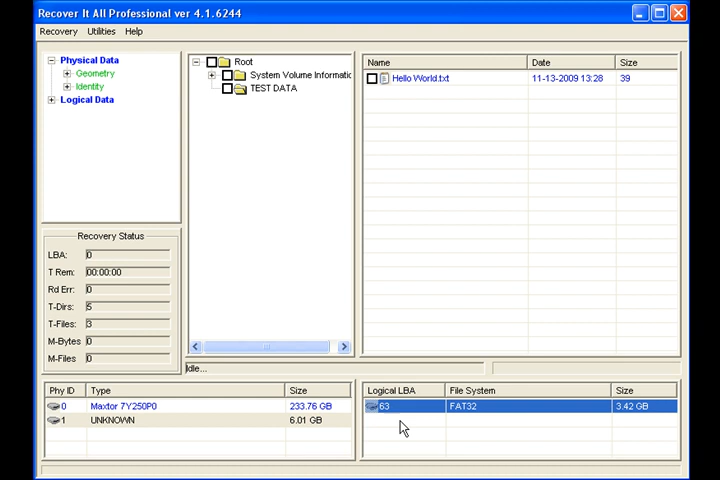 Recover It All Professional ver 4.1.6244
Recovery Utilities Help
Physical Data
Geometry
Identity
Logical Data
Root
System Volume Informatic
TEST DATA
Name Date Size
Hello World.txt 11-13-2009 13:28 39
Recovery Status
LBA: 0
T Rem: 00:00:00
Rd Err: 0
T-Dirs: 5
T-Files: 3
M-Bytes 0
M-Files 0
Idle...
Phy ID Type Size
0 Maxtor 7Y250P0 233.76 GB
1 UNKNOWN 6.01 GB
Logical LBA File System Size
63 FAT32 3.42 GB